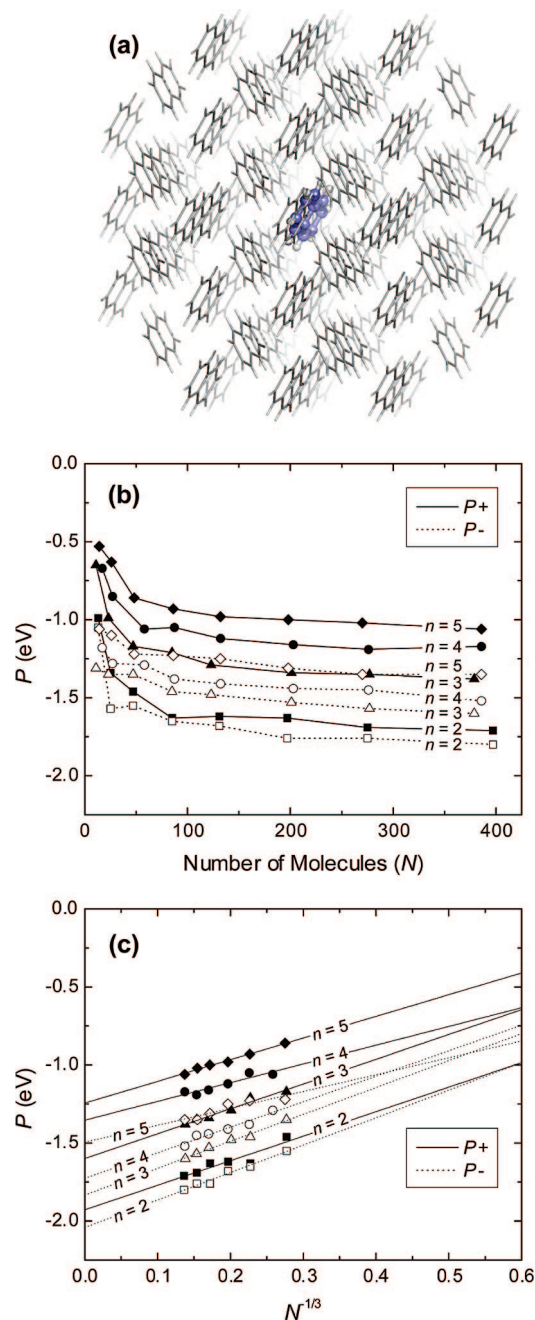 (a)
0.0
(b)
P+
P-
-0.5
-1.0
n = 5
n = 4
n = 5
n = 3
n = 4
n = 3
n = 2
n = 2
-1.5
-2.0
P (eV)
0
100
200
300
400
Number of Molecules (N)
0.0
(c)
-0.5
n = 5
n = 4
n = 3
-1.0
n = 2
n = 5
n = 4
n = 3
n = 2
-1.5
P+
P-
-2.0
P (eV)
0.0
0.1
0.2
0.3
0.4
0.5
0.6
N-1/3